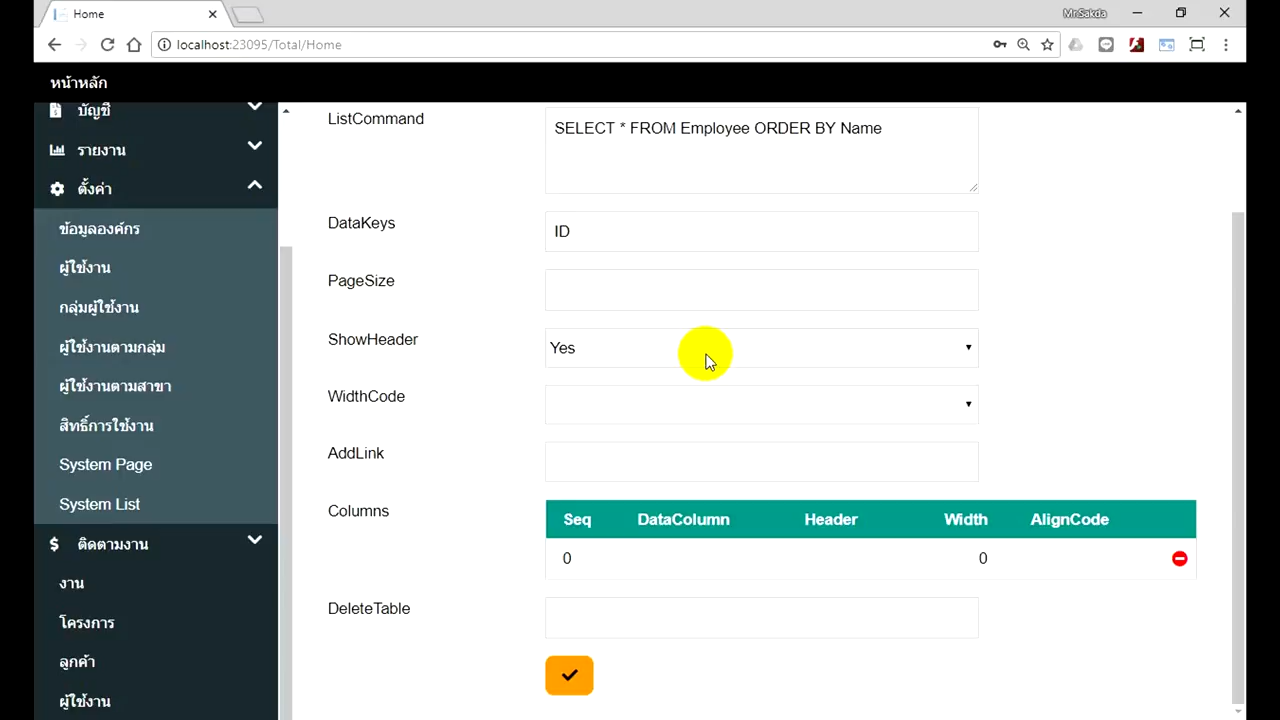 Home
Mr.Sakda
localhost:23095/Total/Home
หน้าหลัก
บัญชี
รายงาน
ตั้งค่า
ข้อมูลองค์กร
ผู้ใช้งาน
กลุ่มผู้ใช้งาน
ผู้ใช้งานตามกลุ่ม
ผู้ใช้งานตามสาขา
สิทธิ์การใช้งาน
System Page
System List
ติดตามงาน
งาน
โครงการ
ลูกค้า
ผู้ใช้งาน
ListCommand
SELECT * FROM Employee ORDER BY Name
DataKeys
ID
PageSize
ShowHeader
Yes
WidthCode
AddLink
Columns
Seq DataColumn Header Width AlignCode
0 0
DeleteTable